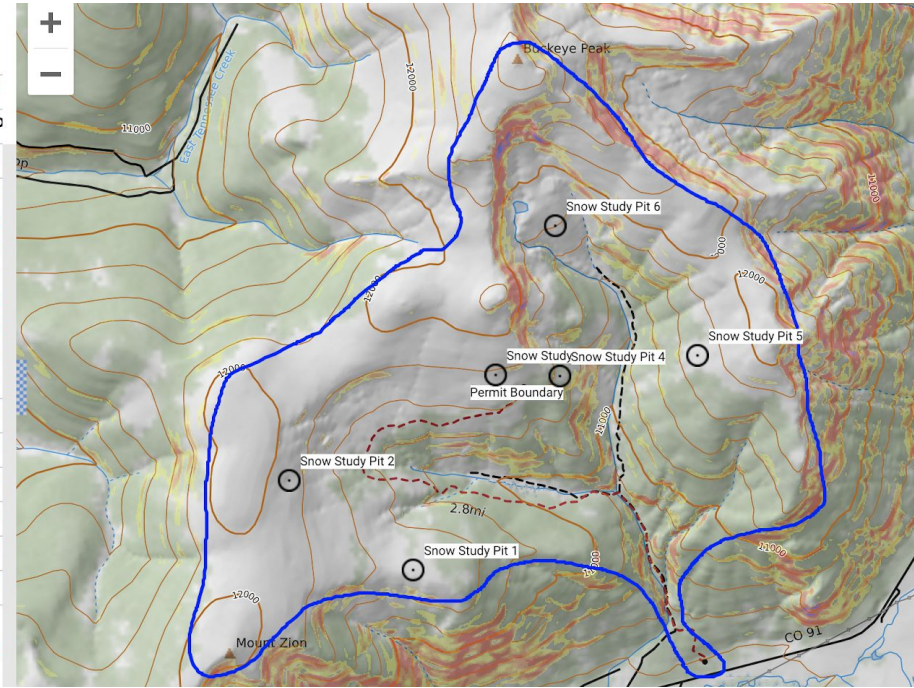 +
Buckeye Peak
−
12000
11000
East Tennessee Creek
op
11000
Snow Study Pit 6
12000
12000
Snow Study Pit 5
Snow Study
Snow Study Pit 4
12000
Permit Boundary
11000
Snow Study Pit 2
2.8mi
Snow Study Pit 1
11000
12000
Mount Zion
CO 91